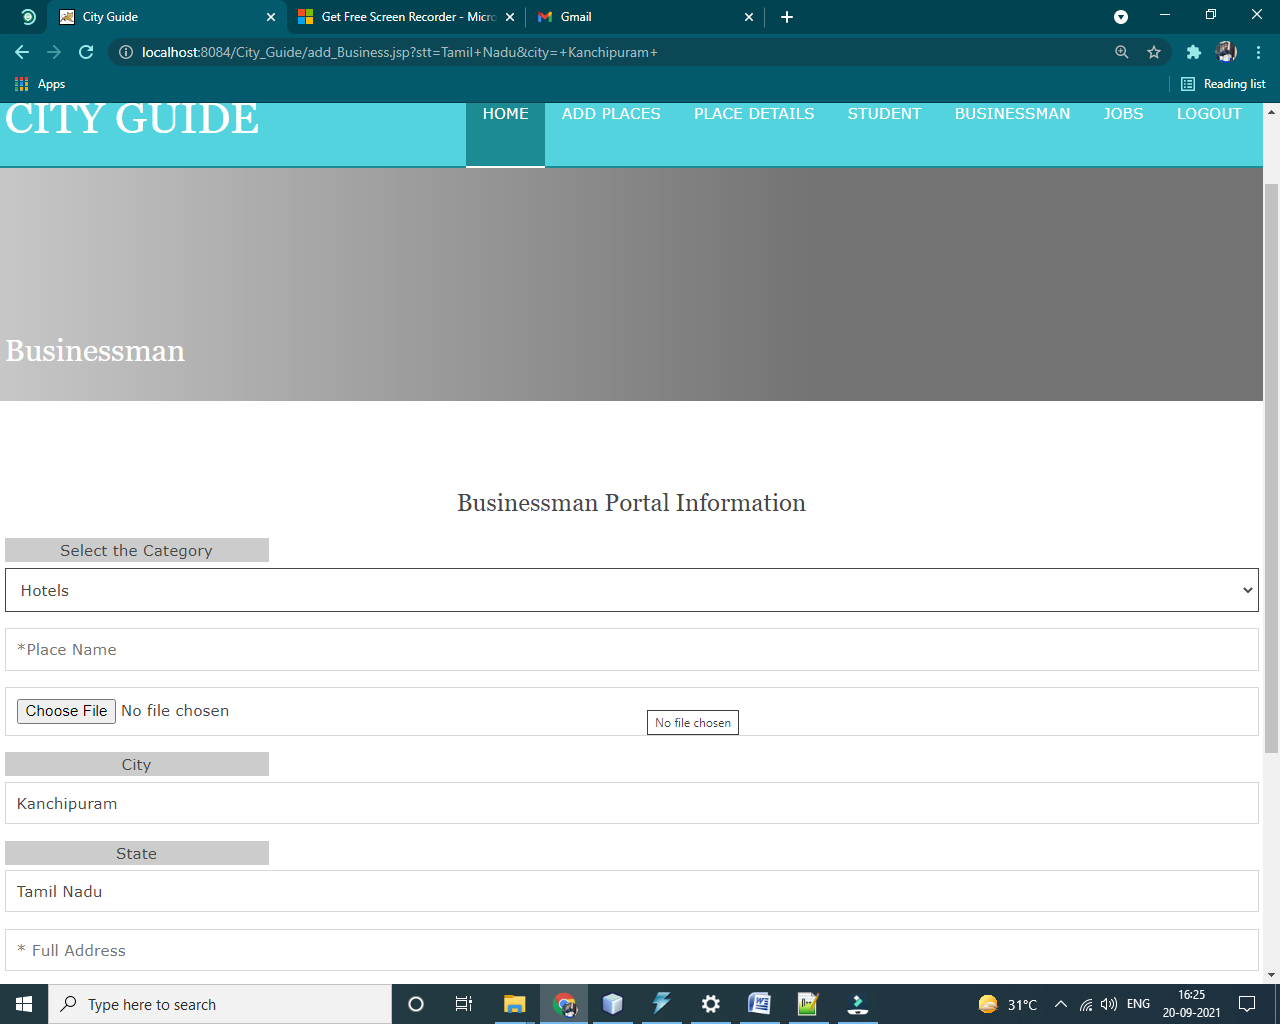 City Guide
Get Free Screen Recorder - Micro
Gmail
localhost:8084/City_Guide/add_Business.jsp?stt=Tamil+Nadu&city=+Kanchipuram+
Apps
Reading list
CITY GUIDE
HOME
ADD PLACES
PLACE DETAILS
STUDENT
BUSINESSMAN
JOBS
LOGOUT
Businessman
Businessman Portal Information
Select the Category
Hotels
*Place Name
Choose File No file chosen
No file chosen
City
Kanchipuram
State
Tamil Nadu
* Full Address
Type here to search
31°C
ENG
16:25
20-09-2021